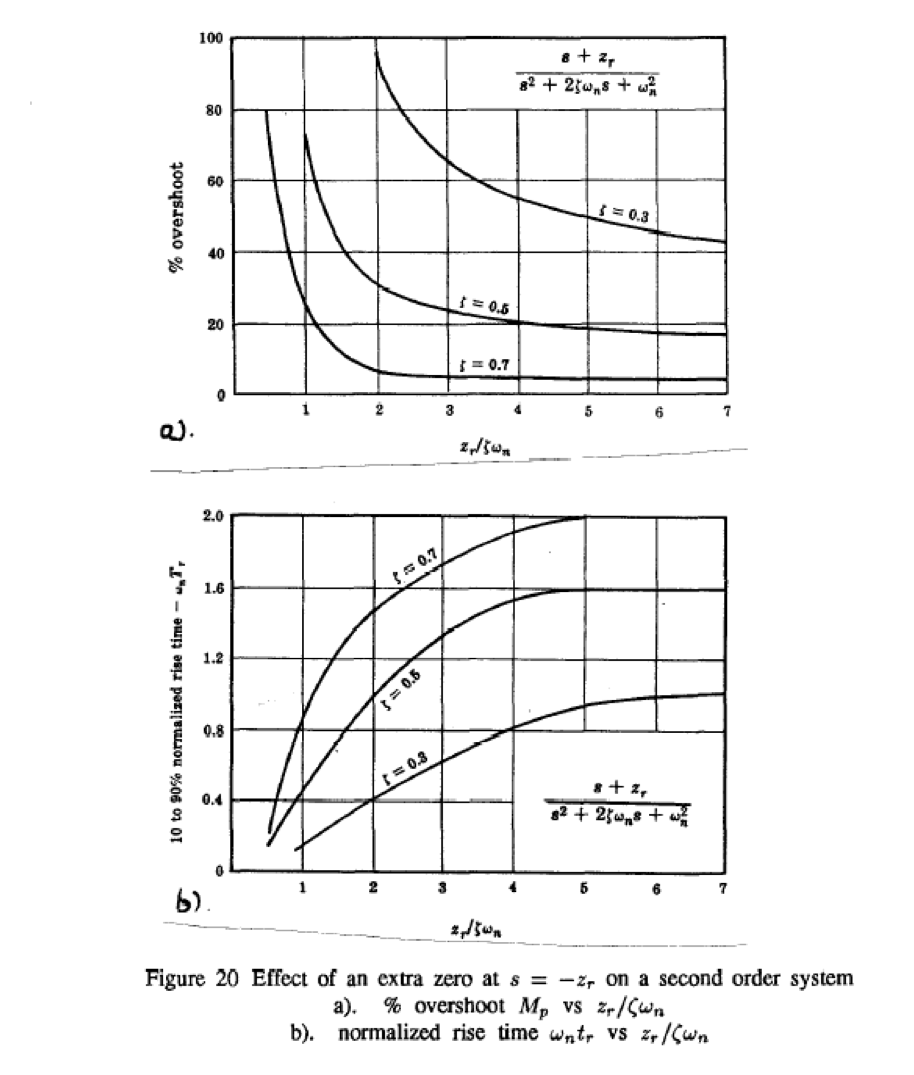 100
s + z_r
s² + 2ζω_n s + ω_n²
80
60
40
20
0
% overshoot
ζ = 0.3
ζ = 0.5
ζ = 0.7
1 2 3 4 5 6 7
a).
z_r/ζω_n
2.0
1.6
1.2
0.8
0.4
0
10 to 90% normalized rise time — ω_nT_r
ζ = 0.7
ζ = 0.5
ζ = 0.3
s + z_r
s² + 2ζω_n s + ω_n²
1 2 3 4 5 6 7
b).
z_r/ζω_n
Figure 20 Effect of an extra zero at s = −z_r on a second order system
a). % overshoot M_p vs z_r/ζω_n
b). normalized rise time ω_nt_r vs z_r/ζω_n